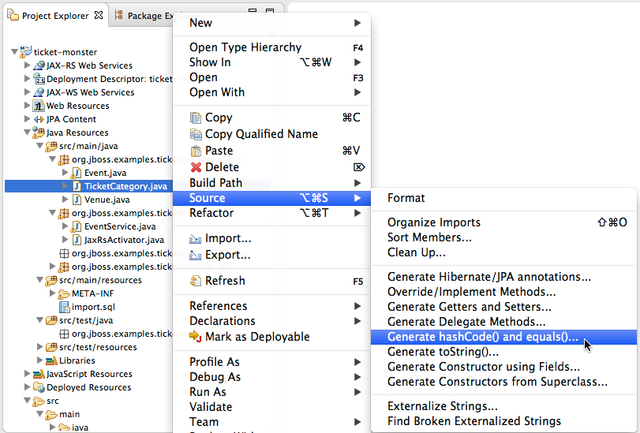 Project Explorer
Package Ex
ticket-monster
JAX-RS Web Services
Deployment Descriptor: ticket
JAX-WS Web Services
Web Resources
JPA Content
Java Resources
src/main/java
org.jboss.examples.ticke
Event.java
TicketCategory.java
Venue.java
org.jboss.examples.ticke
EventService.java
JaxRsActivator.java
org.jboss.examples.ticke
org.jboss.examples.ticke
src/main/resources
META-INF
import.sql
src/test/java
org.jboss.examples.ticke
src/test/resources
Libraries
JavaScript Resources
Deployed Resources
src
main
java
New
Open Type Hierarchy F4
Show In ⌥⌘W
Open F3
Open With
Copy ⌘C
Copy Qualified Name
Paste ⌘V
Delete ⌦
Build Path
Source ⌥⌘S
Refactor ⌥⌘T
Import...
Export...
Refresh F5
References
Declarations
Mark as Deployable
Profile As
Debug As
Run As
Validate
Team
Format
Organize Imports ⇧⌘O
Sort Members...
Clean Up...
Generate Hibernate/JPA annotations...
Override/Implement Methods...
Generate Getters and Setters...
Generate Delegate Methods...
Generate hashCode() and equals()...
Generate toString()...
Generate Constructor using Fields...
Generate Constructors from Superclass...
Externalize Strings...
Find Broken Externalized Strings